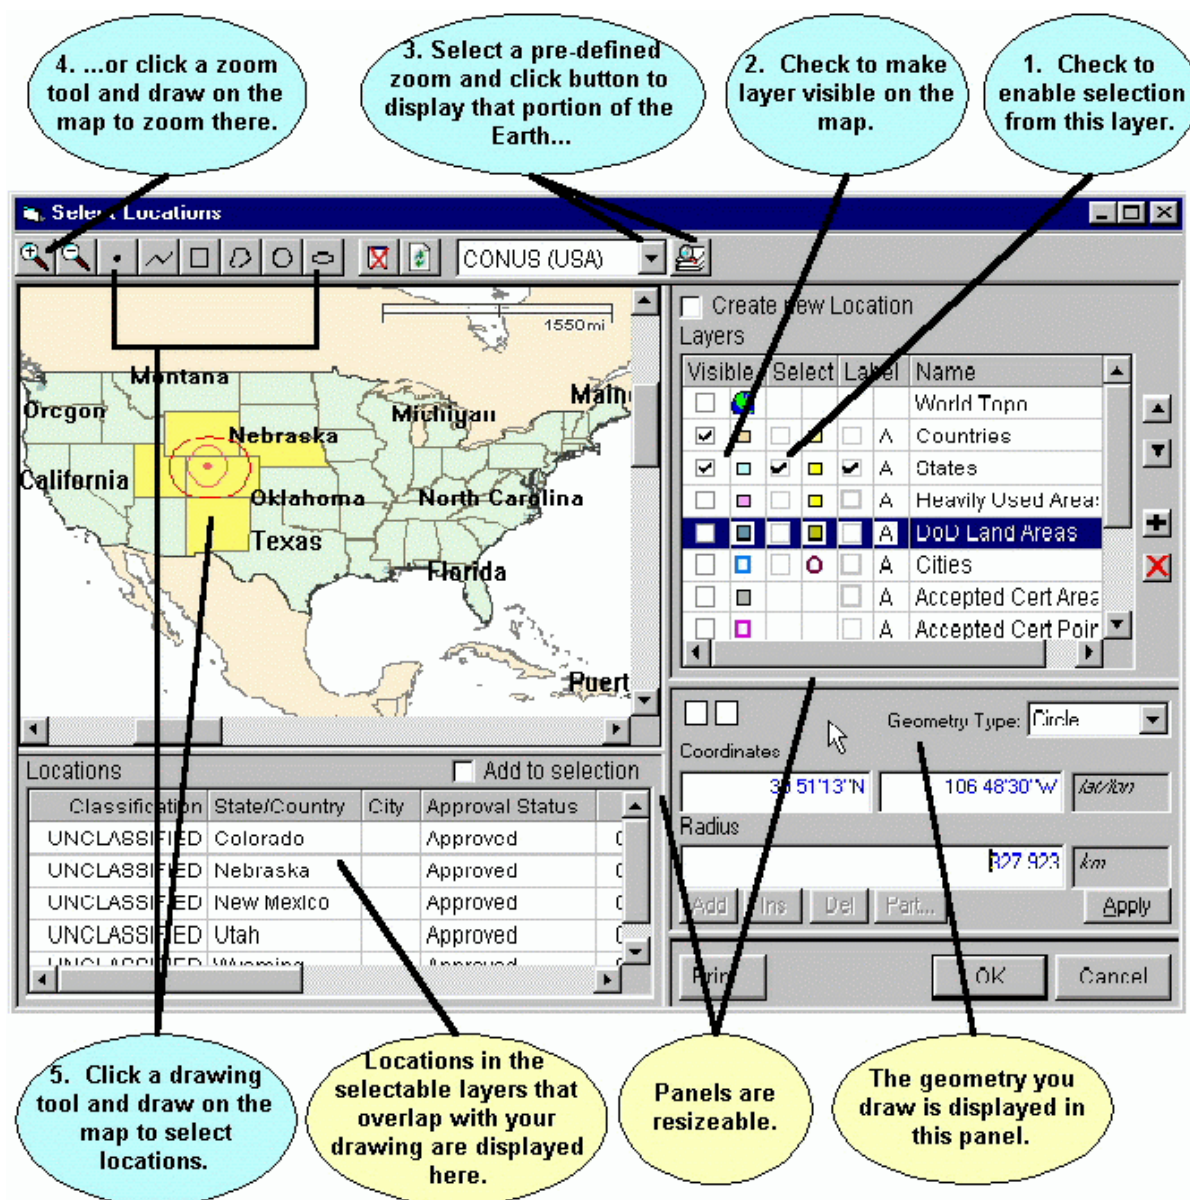 4. ...or click a zoom
tool and draw on the
map to zoom there.
3. Select a pre-defined
zoom and click button to
display that portion of the
Earth...
2. Check to make
layer visible on the
map.
1. Check to
enable selection
from this layer.
Select Locations
CONUS (USA)
1550mi
Montana
Oregon
Michigan
Nebraska
California
Oklahoma
North Carolina
Texas
Florida
Puert
Create new Location
Layers
Visible Select Label Name
World Topo
A Countries
A States
A Heavily Used Area
A DoD Land Areas
A Cities
A Accepted Cert Area
A Accepted Cert Poir
Geometry Type: Circle
Coordinates
51'13"N 106 48'30"W lat/lon
Radius
327.923 km
Add Ins Del Part... Apply
Print OK Cancel
Locations Add to selection
Classification State/Country City Approval Status
UNCLASSIFIED Colorado Approved
UNCLASSIFIED Nebraska Approved
UNCLASSIFIED New Mexico Approved
UNCLASSIFIED Utah Approved
UNCLASSIFIED Wyoming Approved
5. Click a drawing
tool and draw on the
map to select
locations.
Locations in the
selectable layers that
overlap with your
drawing are displayed
here.
Panels are
resizeable.
The geometry you
draw is displayed in
this panel.